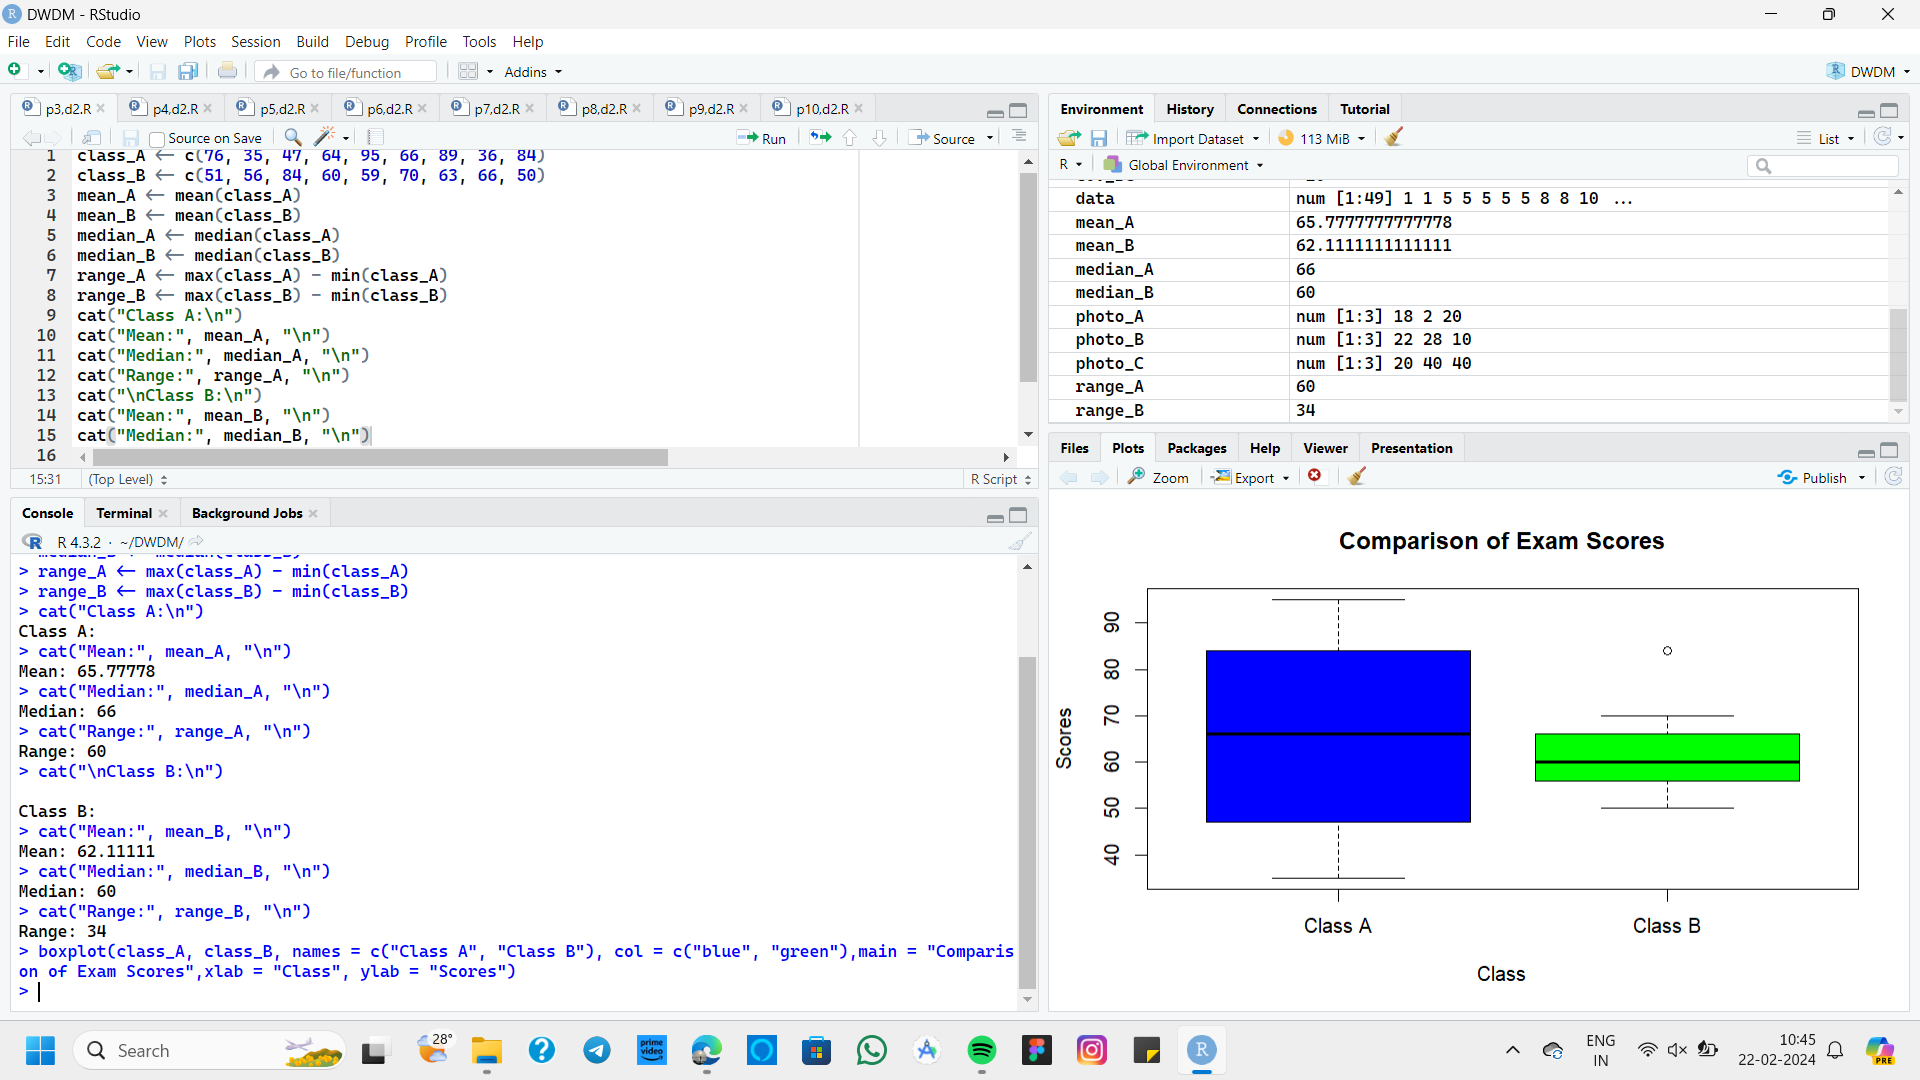 DWDM - RStudio
File Edit Code View Plots Session Build Debug Profile Tools Help
Go to file/function Addins DWDM
p3,d2.R p4,d2.R p5,d2.R p6,d2.R p7,d2.R p8,d2.R p9,d2.R p10,d2.R
Source on Save Run Source
1 class_A <- c(76, 35, 47, 64, 95, 66, 89, 36, 84)
2 class_B <- c(51, 56, 84, 60, 59, 70, 63, 66, 50)
3 mean_A <- mean(class_A)
4 mean_B <- mean(class_B)
5 median_A <- median(class_A)
6 median_B <- median(class_B)
7 range_A <- max(class_A) - min(class_A)
8 range_B <- max(class_B) - min(class_B)
9 cat("Class A:\n")
10 cat("Mean:", mean_A, "\n")
11 cat("Median:", median_A, "\n")
12 cat("Range:", range_A, "\n")
13 cat("\nClass B:\n")
14 cat("Mean:", mean_B, "\n")
15 cat("Median:", median_B, "\n")
16
15:31 (Top Level) R Script
Console Terminal Background Jobs
R 4.3.2 · ~/DWDM/
> range_A <- max(class_A) - min(class_A)
> range_B <- max(class_B) - min(class_B)
> cat("Class A:\n")
Class A:
> cat("Mean:", mean_A, "\n")
Mean: 65.77778
> cat("Median:", median_A, "\n")
Median: 66
> cat("Range:", range_A, "\n")
Range: 60
> cat("\nClass B:\n")
Class B:
> cat("Mean:", mean_B, "\n")
Mean: 62.11111
> cat("Median:", median_B, "\n")
Median: 60
> cat("Range:", range_B, "\n")
Range: 34
> boxplot(class_A, class_B, names = c("Class A", "Class B"), col = c("blue", "green"),main = "Comparis
on of Exam Scores",xlab = "Class", ylab = "Scores")
>
Environment History Connections Tutorial
Import Dataset 113 MiB List
R Global Environment
data num [1:49] 1 1 5 5 5 5 5 8 8 10 ...
mean_A 65.7777777777778
mean_B 62.1111111111111
median_A 66
median_B 60
photo_A num [1:3] 18 2 20
photo_B num [1:3] 22 28 10
photo_C num [1:3] 20 40 40
range_A 60
range_B 34
Files Plots Packages Help Viewer Presentation
Zoom Export Publish
Comparison of Exam Scores
90
80
70
60
50
40
Scores
Class A Class B
Class
Search 28° prime video ENG IN 10:45 22-02-2024 PRE